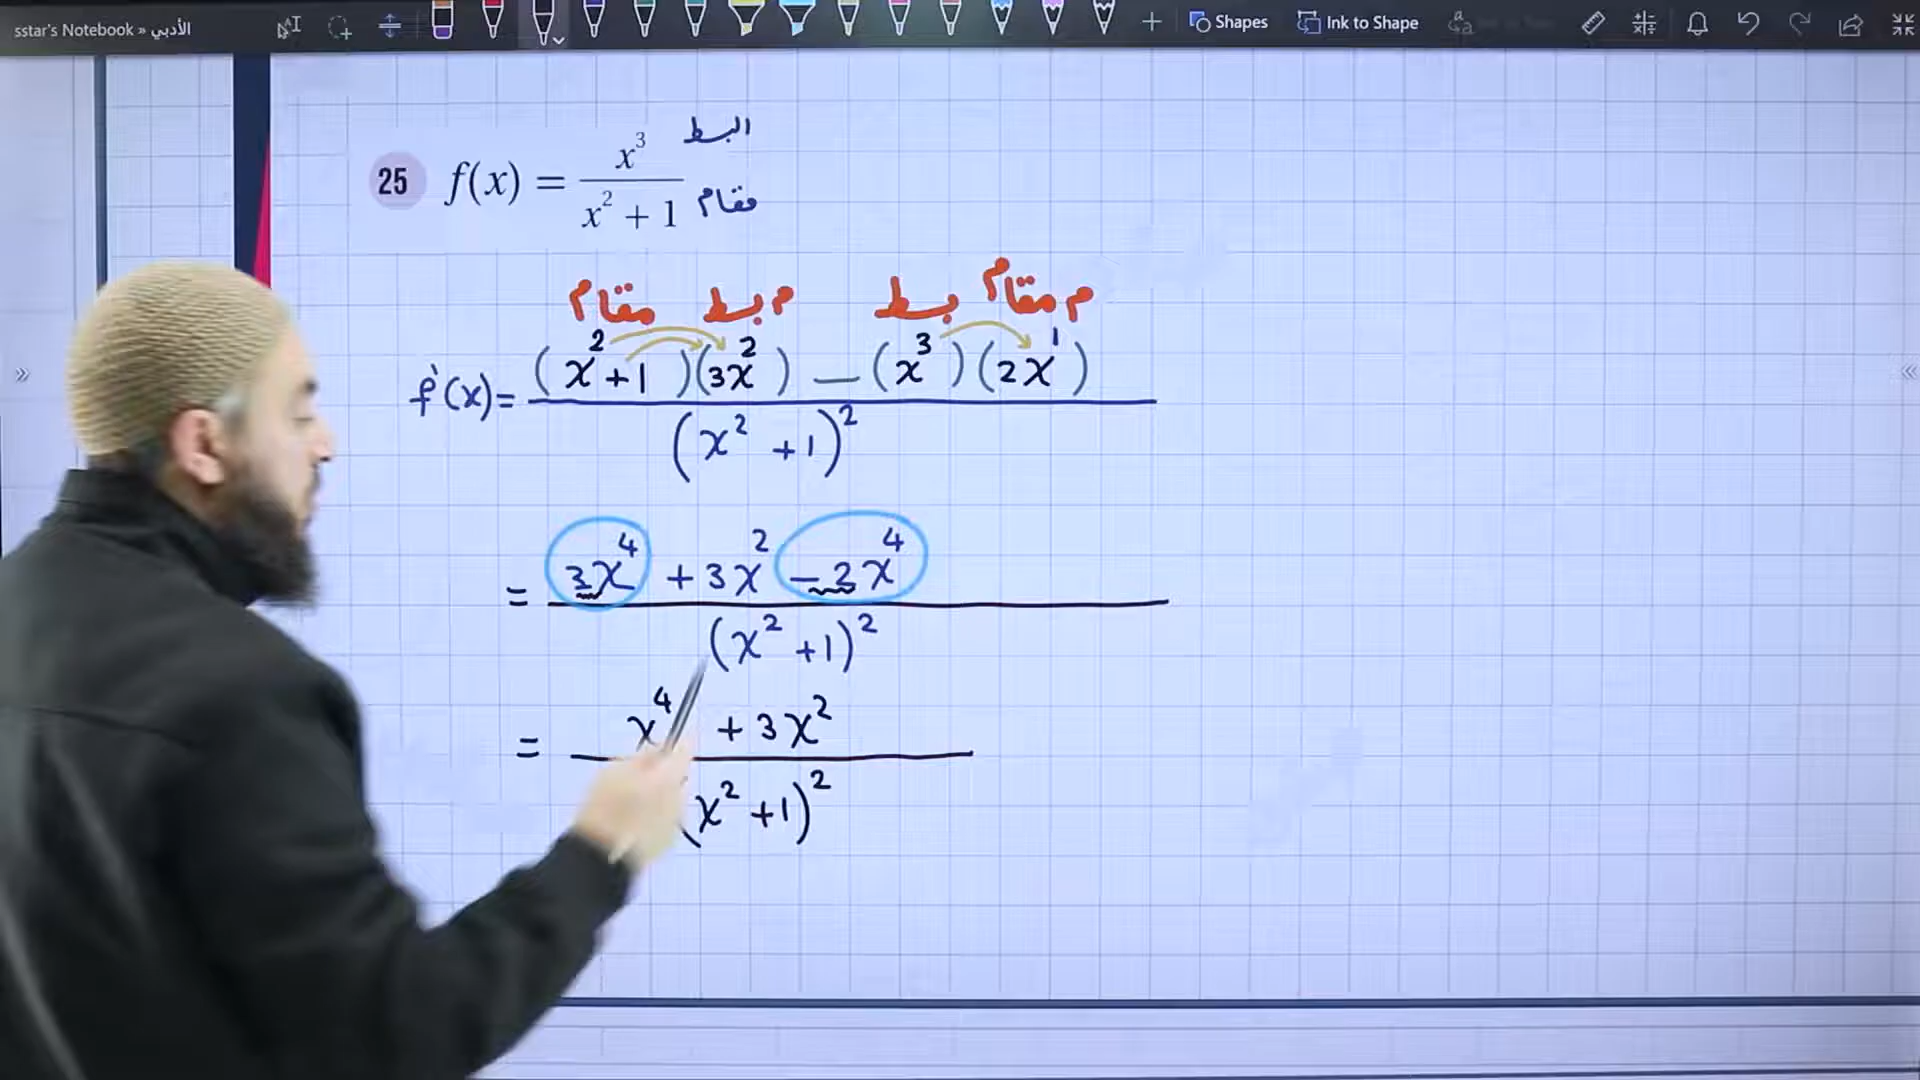 sstar's Notebook » الأدبي
Shapes
Ink to Shape
25 f(x) = x³ / (x² + 1)
البسط
مقام
مقام م بسط بسط م مقام
f'(x) = ((x² + 1)(3x²) − (x³)(2x¹)) / (x² + 1)²
= (3x⁴ + 3x² − 2x⁴) / (x² + 1)²
= (x⁴ + 3x²) / (x² + 1)²